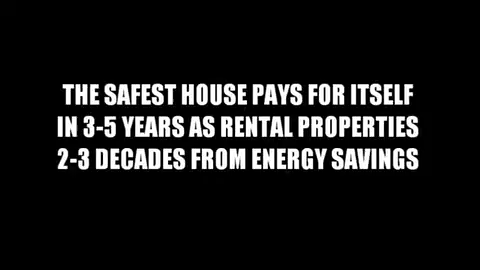 THE SAFEST HOUSE PAYS FOR ITSELF
IN 3-5 YEARS AS RENTAL PROPERTIES
2-3 DECADES FROM ENERGY SAVINGS